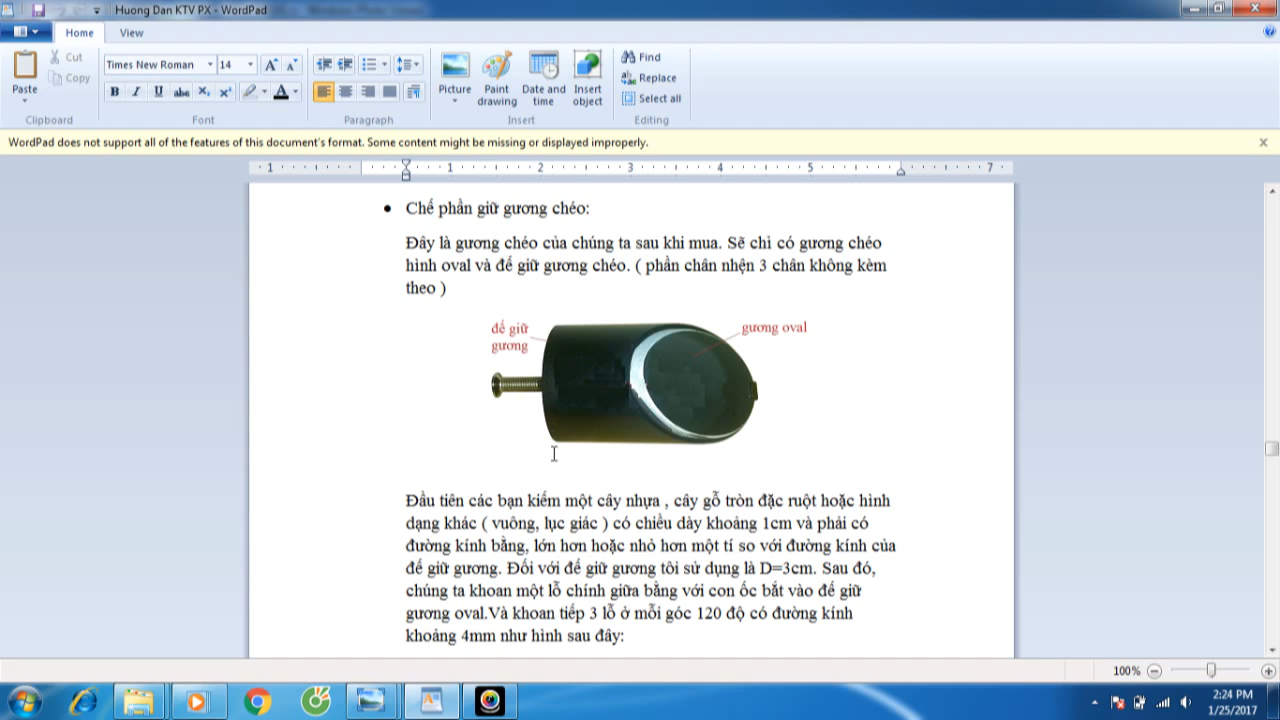 Huong Dan KTV PX - WordPad
Home
View
Cut
Copy
Paste
Clipboard
Times New Roman
14
Font
Paragraph
Picture
Paint drawing
Date and time
Insert object
Insert
Find
Replace
Select all
Editing
WordPad does not support all of the features of this document's format. Some content might be missing or displayed improperly.
1 1 2 3 4 5 7
Chế phần giữ gương chéo:
Đây là gương chéo của chúng ta sau khi mua. Sẽ chỉ có gương chéo
hình oval và đế giữ gương chéo. ( phần chân nhện 3 chân không kèm
theo )
đế giữ
gương
gương oval
Đầu tiên các bạn kiếm một cây nhựa , cây gỗ tròn đặc ruột hoặc hình
dạng khác ( vuông, lục giác ) có chiều dày khoảng 1cm và phải có
đường kính bằng, lớn hơn hoặc nhỏ hơn một tí so với đường kính của
đế giữ gương. Đối với đế giữ gương tôi sử dụng là D=3cm. Sau đó,
chúng ta khoan một lỗ chính giữa bằng với con ốc bắt vào đế giữ
gương oval.Và khoan tiếp 3 lỗ ở mỗi góc 120 độ có đường kính
khoảng 4mm như hình sau đây:
100%
2:24 PM
1/25/2017